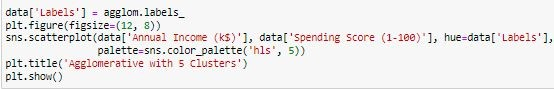 data['Labels'] = agglom.labels_
plt.figure(figsize=(12, 8))
sns.scatterplot(data['Annual Income (k$)'], data['Spending Score (1-100)'], hue=data['Labels'],
palette=sns.color_palette('hls', 5))
plt.title('Agglomerative with 5 Clusters')
plt.show()